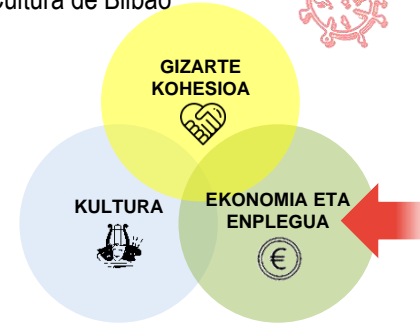 Cultura de Bilbao
GIZARTE
KOHESIOA
KULTURA
EKONOMIA ETA
ENPLEGUA
€